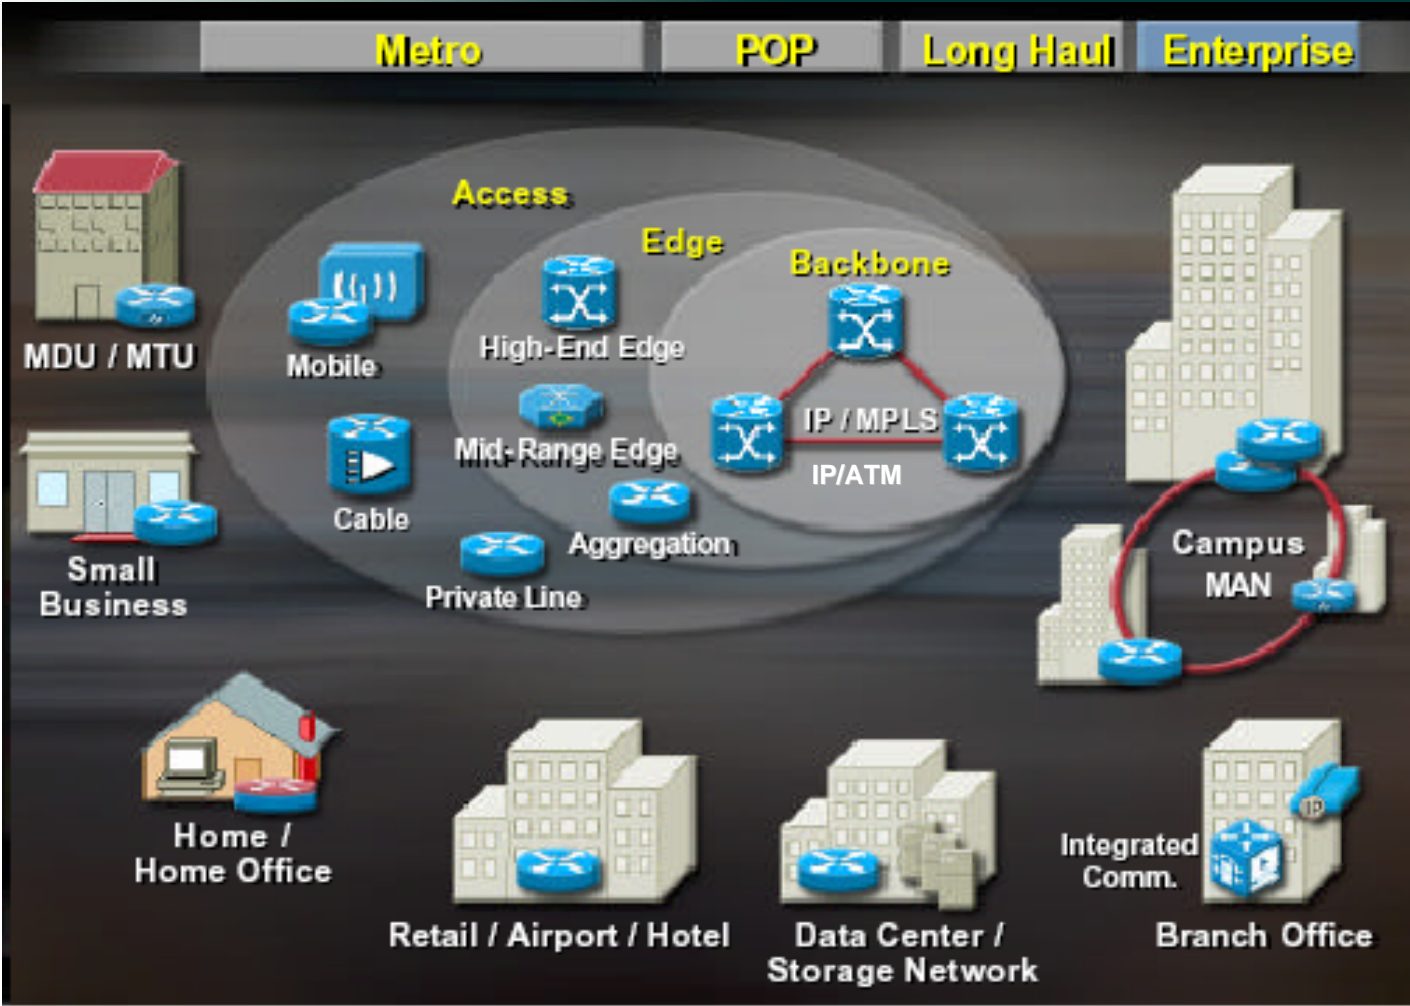 Metro
POP
Long Haul
Enterprise
Access
Edge
Backbone
MDU / MTU
Mobile
High-End Edge
IP / MPLS
Mid-Range Edge
IP/ATM
Cable
Aggregation
Private Line
Small
Business
Campus
MAN
Home /
Home Office
Retail / Airport / Hotel
Data Center /
Storage Network
IP
Integrated
Comm.
Branch Office